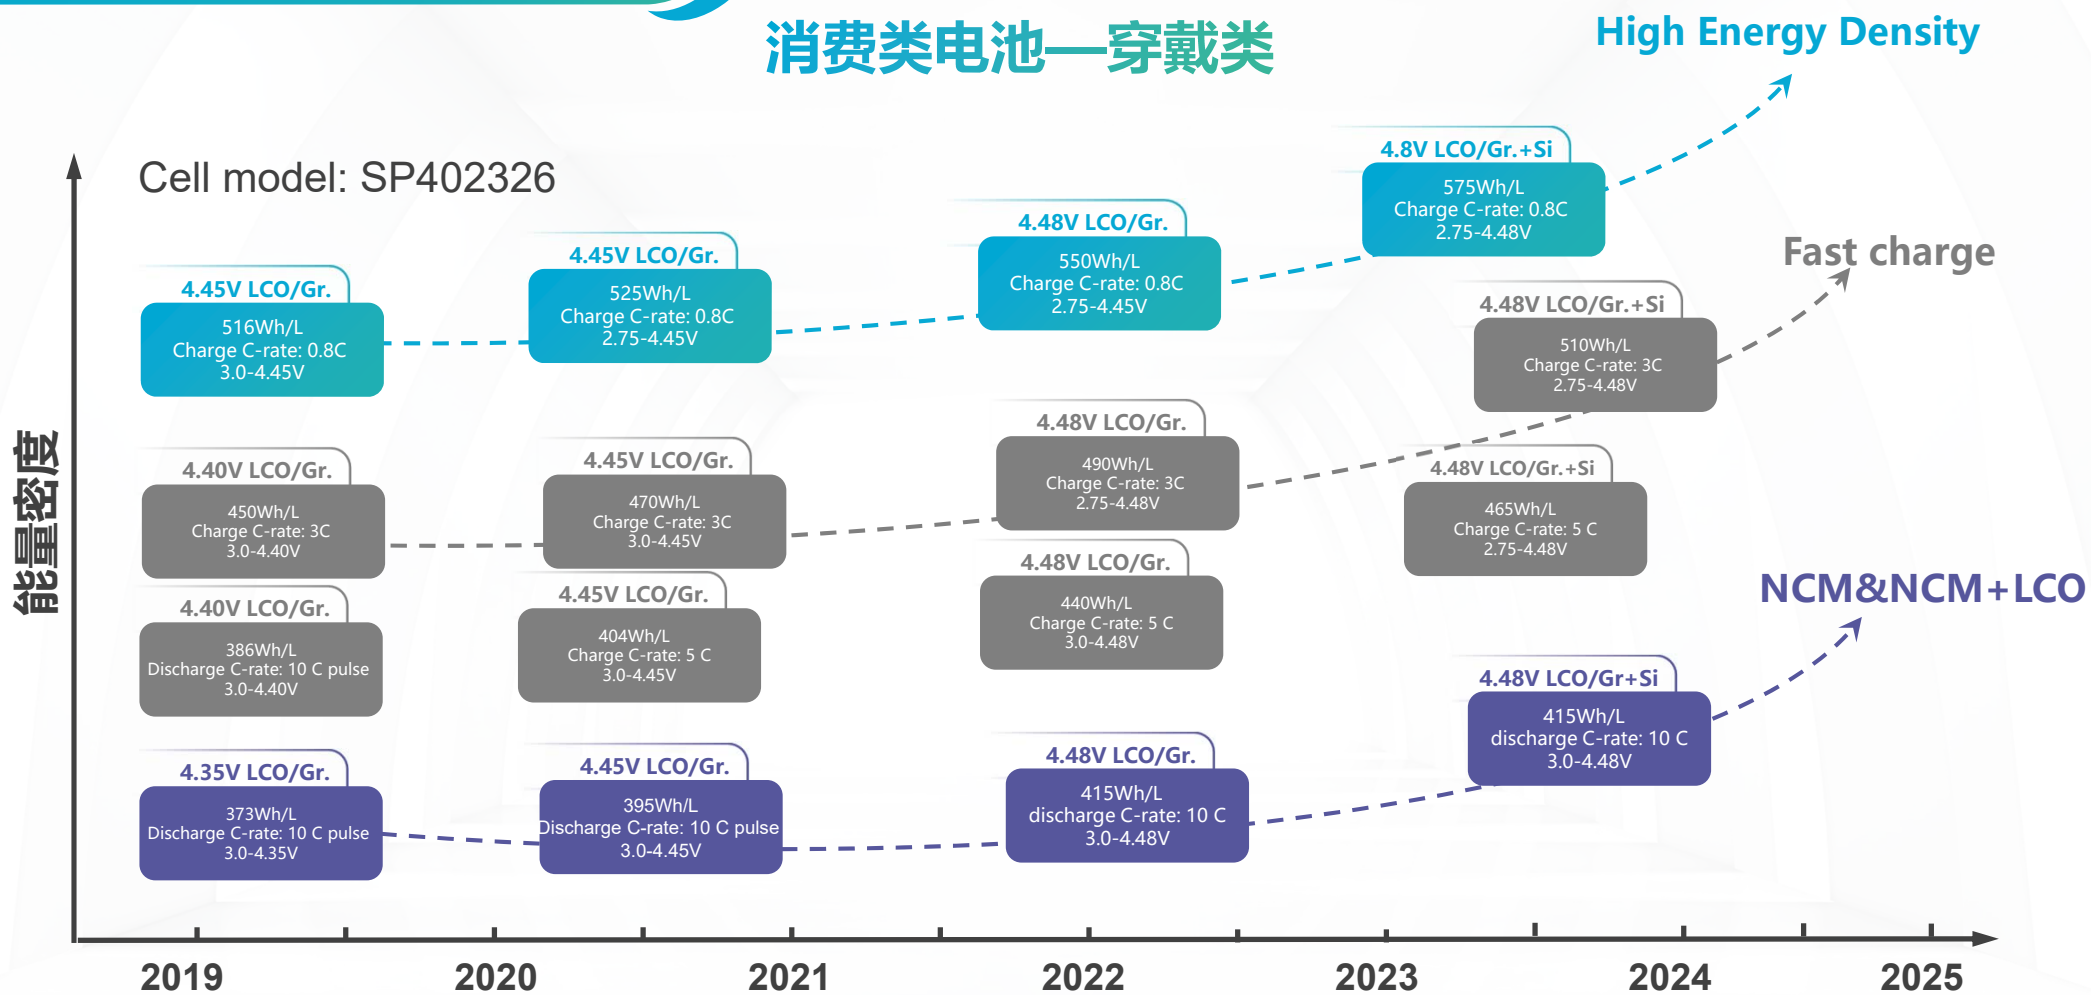 消费类电池—穿戴类
High Energy Density
Cell model: SP402326
能量密度
4.45V LCO/Gr.
516Wh/L
Charge C-rate: 0.8C
3.0-4.45V
4.45V LCO/Gr.
525Wh/L
Charge C-rate: 0.8C
2.75-4.45V
4.48V LCO/Gr.
550Wh/L
Charge C-rate: 0.8C
2.75-4.45V
4.8V LCO/Gr.+Si
575Wh/L
Charge C-rate: 0.8C
2.75-4.48V
Fast charge
4.40V LCO/Gr.
450Wh/L
Charge C-rate: 3C
3.0-4.40V
4.45V LCO/Gr.
470Wh/L
Charge C-rate: 3C
3.0-4.45V
4.48V LCO/Gr.
490Wh/L
Charge C-rate: 3C
2.75-4.48V
4.48V LCO/Gr.+Si
510Wh/L
Charge C-rate: 3C
2.75-4.48V
4.40V LCO/Gr.
386Wh/L
Discharge C-rate: 10 C pulse
3.0-4.40V
4.45V LCO/Gr.
404Wh/L
Charge C-rate: 5 C
3.0-4.45V
4.48V LCO/Gr.
440Wh/L
Charge C-rate: 5 C
3.0-4.48V
4.48V LCO/Gr.+Si
465Wh/L
Charge C-rate: 5 C
2.75-4.48V
NCM&NCM+LCO
4.35V LCO/Gr.
373Wh/L
Discharge C-rate: 10 C pulse
3.0-4.35V
4.45V LCO/Gr.
395Wh/L
Discharge C-rate: 10 C pulse
3.0-4.45V
4.48V LCO/Gr.
415Wh/L
discharge C-rate: 10 C
3.0-4.48V
4.48V LCO/Gr+Si
415Wh/L
discharge C-rate: 10 C
3.0-4.48V
2019 2020 2021 2022 2023 2024 2025